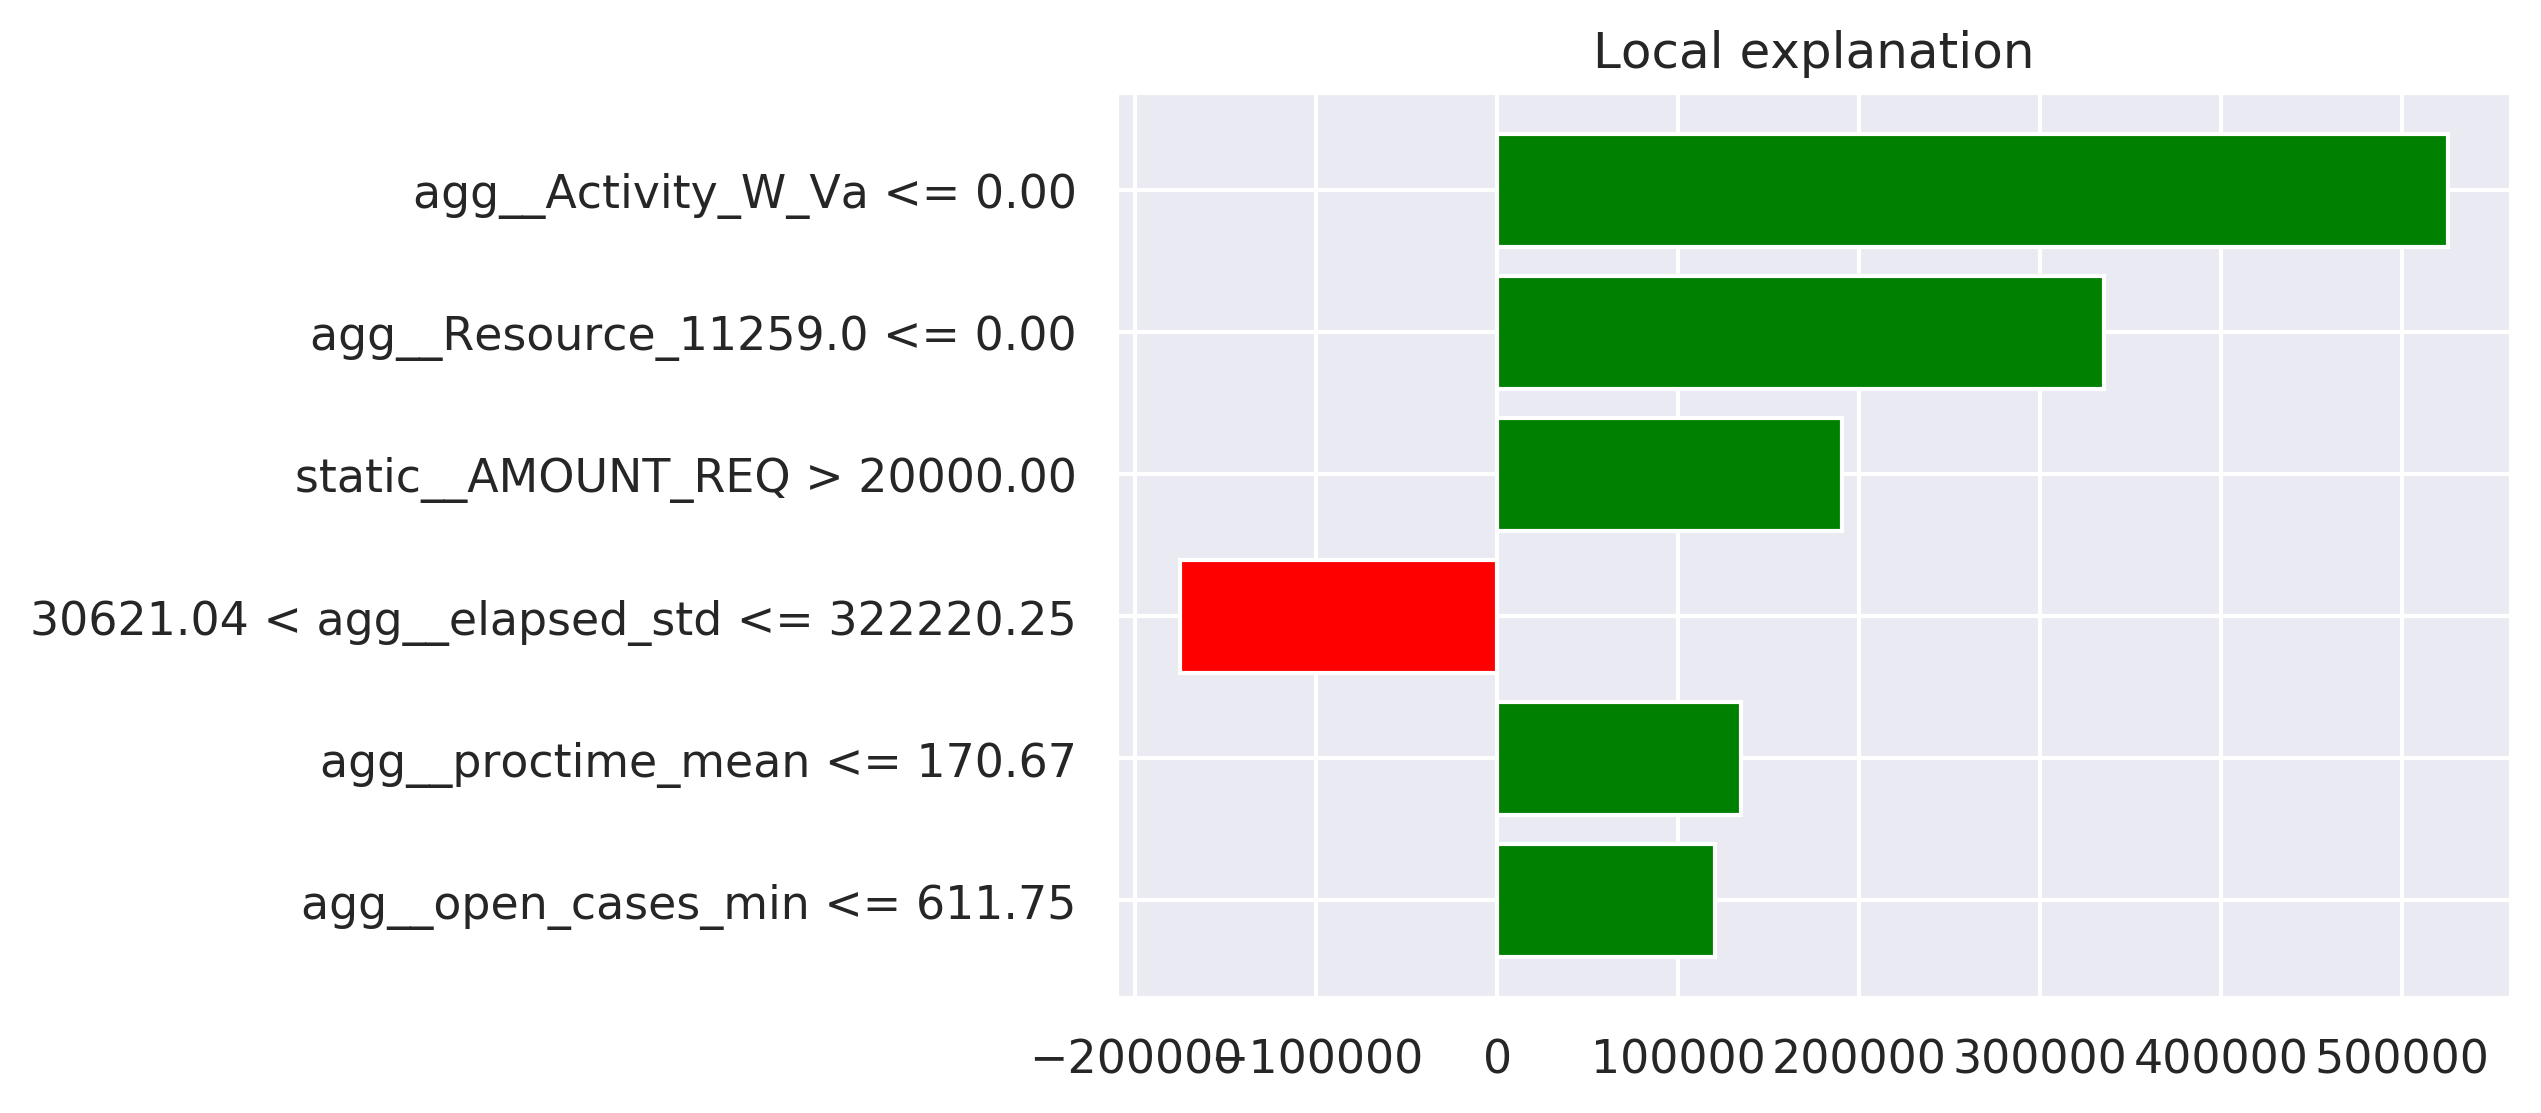 Local explanation
agg__Activity_W_Va <= 0.00
agg__Resource_11259.0 <= 0.00
static__AMOUNT_REQ > 20000.00
30621.04 < agg__elapsed_std <= 322220.25
agg__proctime_mean <= 170.67
agg__open_cases_min <= 611.75
−200000 −100000 0 100000 200000 300000 400000 500000